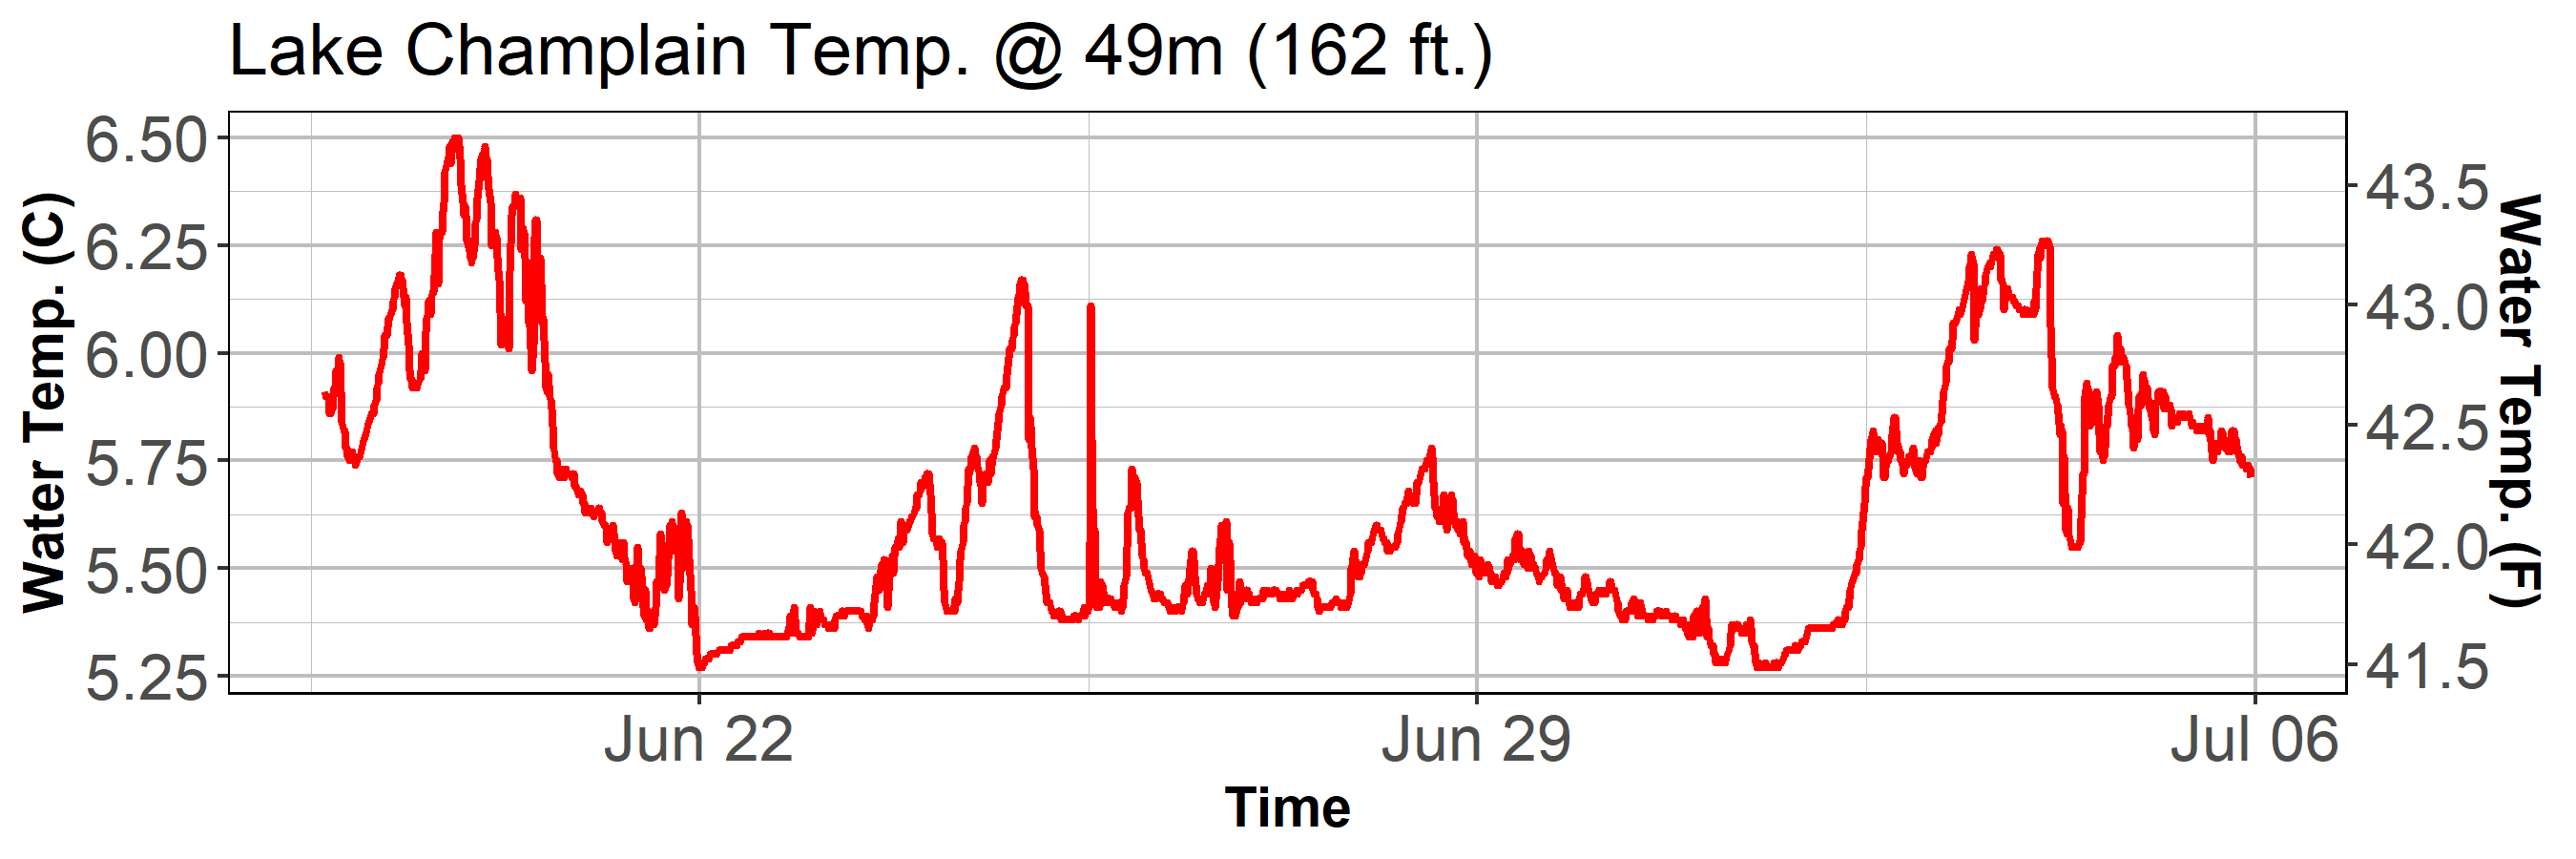 Lake Champlain Temp. @ 49m (162 ft.)
Water Temp. (C)
6.50
6.25
6.00
5.75
5.50
5.25
43.5
43.0
42.5
42.0
41.5
Water Temp. (F)
Jun 22 Jun 29 Jul 06
Time